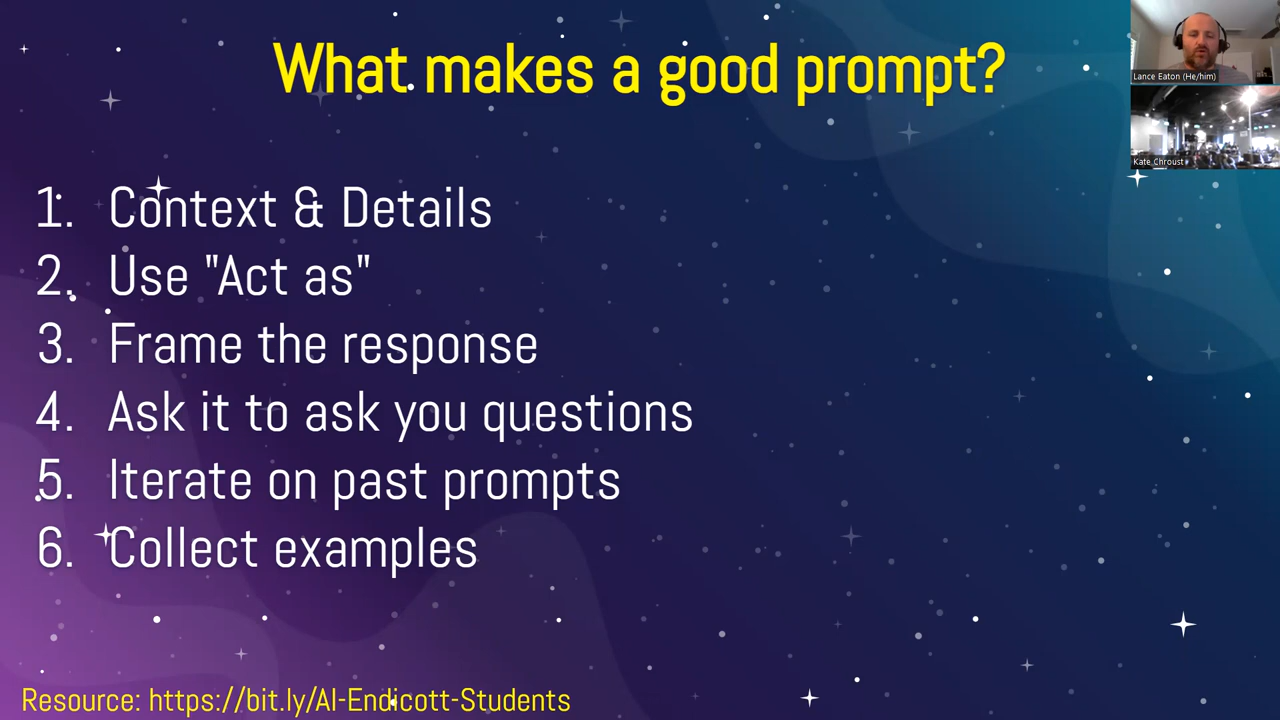 What makes a good prompt?
Lance Eaton (He/him)
Kate Chroust
1. Context & Details
2. Use "Act as"
3. Frame the response
4. Ask it to ask you questions
5. Iterate on past prompts
6. Collect examples
Resource: https://bit.ly/AI-Endicott-Students